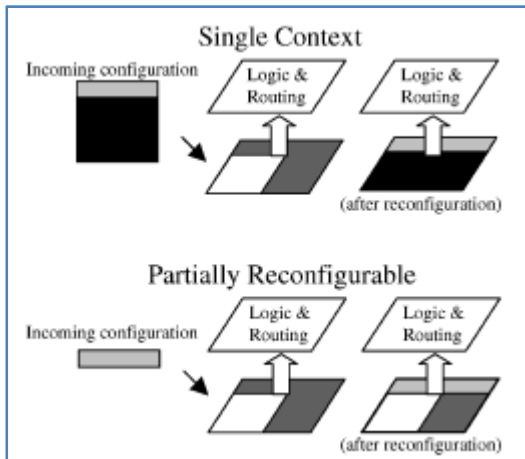 Single Context
Incoming configuration
Logic &
Routing
Logic &
Routing
(after reconfiguration)
Partially Reconfigurable
Incoming configuration
Logic &
Routing
Logic &
Routing
(after reconfiguration)